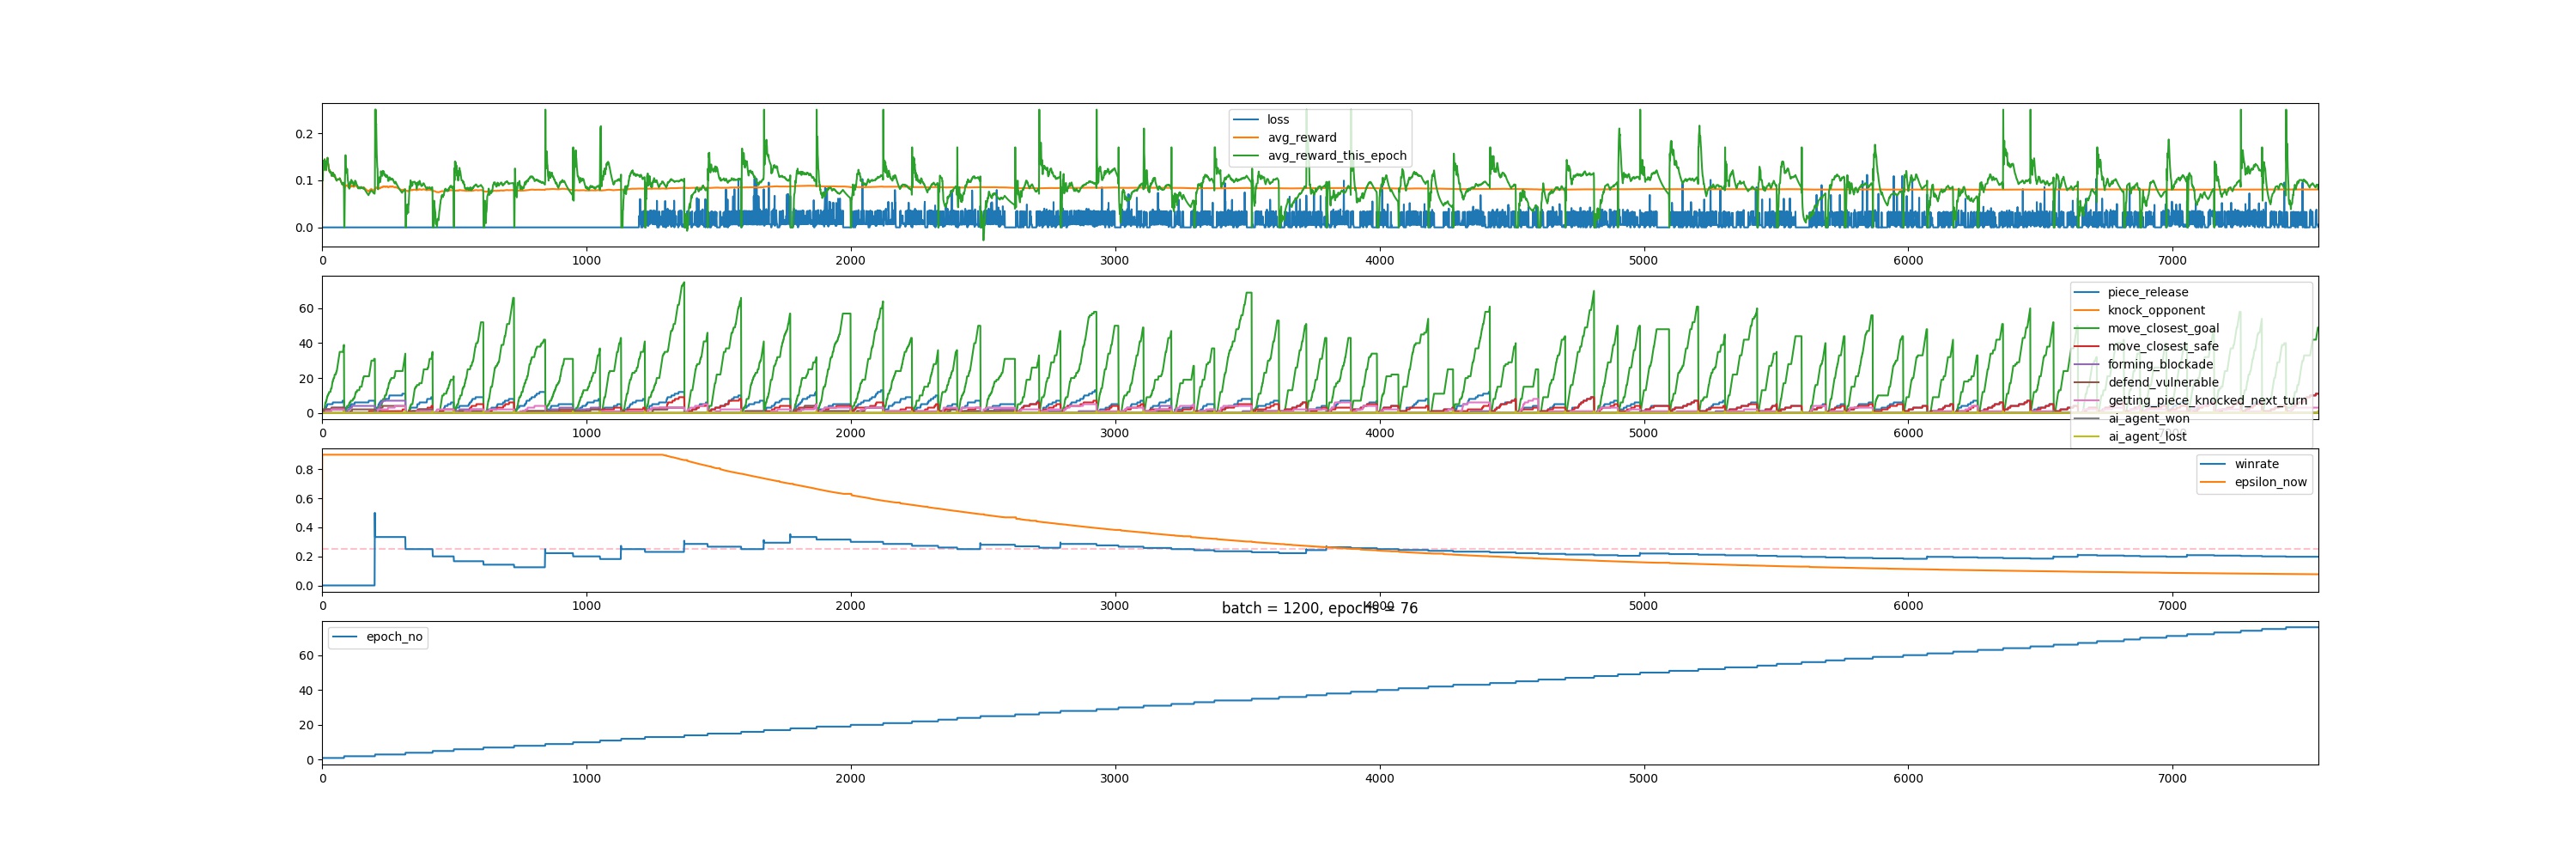 0.2
0.1
0.0
loss
avg_reward
avg_reward_this_epoch
0 1000 2000 3000 4000 5000 6000 7000
60
40
20
0
piece_release
knock_opponent
move_closest_goal
move_closest_safe
forming_blockade
defend_vulnerable
getting_piece_knocked_next_turn
ai_agent_won
ai_agent_lost
0 1000 2000 3000 4000 5000 6000 7000
0.8
0.6
0.4
0.2
0.0
winrate
epsilon_now
0 1000 2000 3000 4000 5000 6000 7000
batch = 1200, epochs = 76
60
40
20
0
epoch_no
0 1000 2000 3000 4000 5000 6000 7000